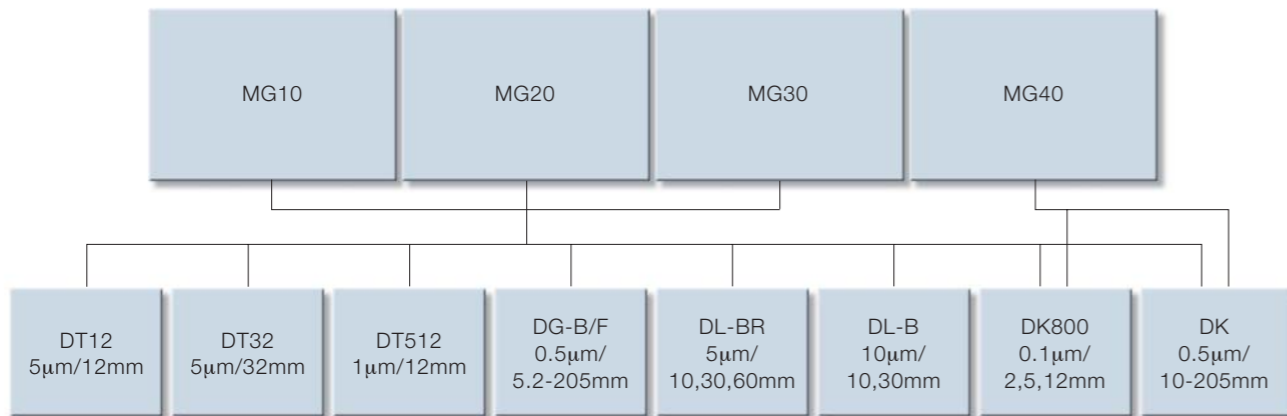 MG10
MG20
MG30
MG40
DT12
5μm/12mm
DT32
5μm/32mm
DT512
1μm/12mm
DG-B/F
0.5μm/
5.2-205mm
DL-BR
5μm/
10,30,60mm
DL-B
10μm/
10,30mm
DK800
0.1μm/
2,5,12mm
DK
0.5μm/
10-205mm